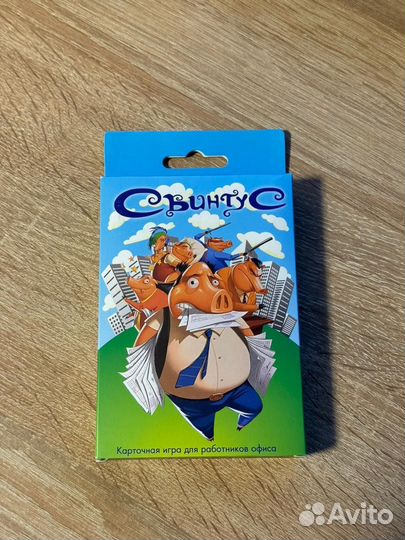 Свинтус
Карточная игра для работников офиса
Avito